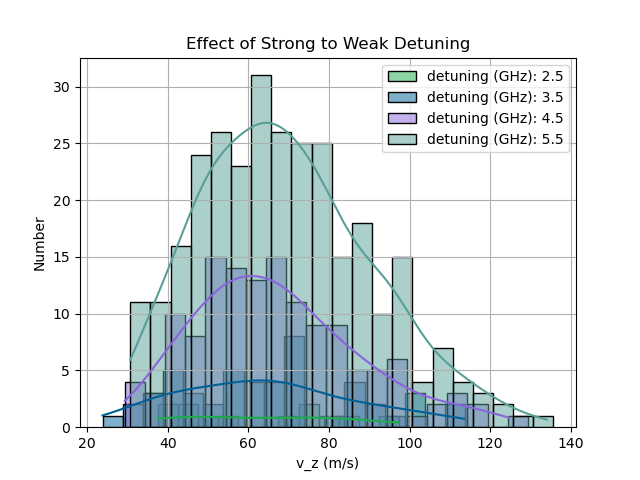 Effect of Strong to Weak Detuning
detuning (GHz): 2.5
detuning (GHz): 3.5
detuning (GHz): 4.5
detuning (GHz): 5.5
Number
30
25
20
15
10
5
0
20 40 60 80 100 120 140
v_z (m/s)